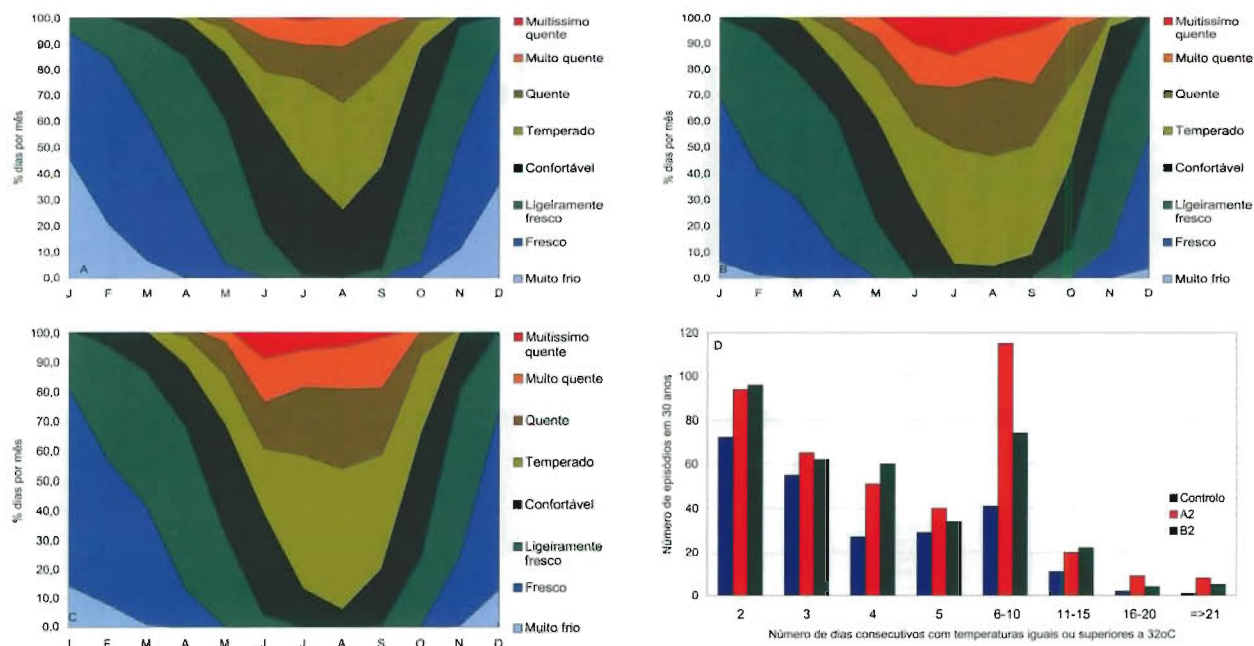 100,0
90,0
80,0
70,0
60,0
50,0
40,0
30,0
20,0
10,0
0,0
% dias por mês
A
J F M A M J J A S O N D
Muitíssimo
quente
Muito quente
Quente
Temperado
Confortável
Ligeiramente
fresco
Fresco
Muito frio
100,0
90,0
80,0
70,0
60,0
50,0
40,0
30,0
20,0
10,0
0,0
% dias por mês
B
J F M A M J J A S O N D
Muitíssimo
quente
Muito quente
Quente
Temperado
Confortável
Ligeiramente
fresco
Fresco
Muito frio
100,0
90,0
80,0
70,0
60,0
50,0
40,0
30,0
20,0
10,0
0,0
% dias por mês
C
J F M A M J J A S O N D
Muitíssimo
quente
Muito quente
Quente
Temperado
Confortável
Ligeiramente
fresco
Fresco
Muito frio
D
120
100
80
60
40
20
0
Número de episódios em 30 anos
Controlo
A2
B2
2 3 4 5 6-10 11-15 16-20 =>21
Número de dias consecutivos com temperaturas iguais ou superiores a 32oC